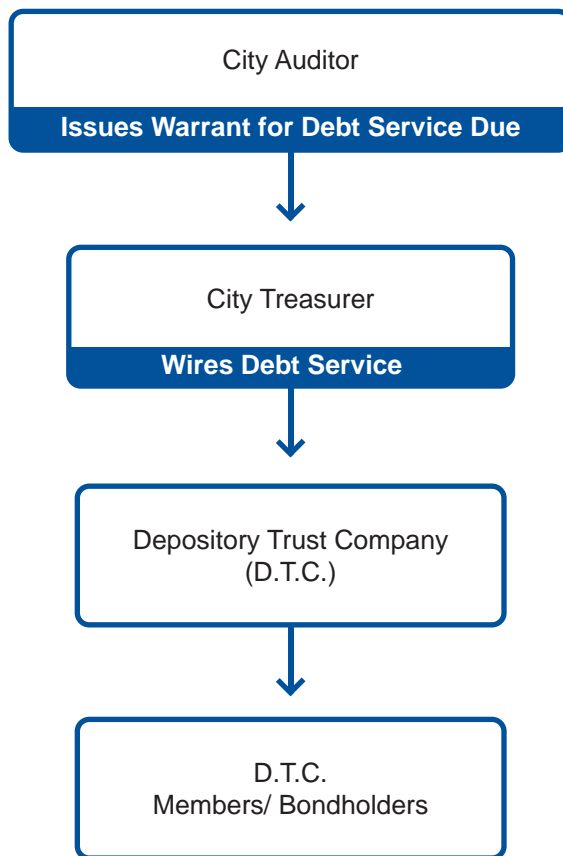 City Auditor
Issues Warrant for Debt Service Due
City Treasurer
Wires Debt Service
Depository Trust Company
(D.T.C.)
D.T.C.
Members/ Bondholders